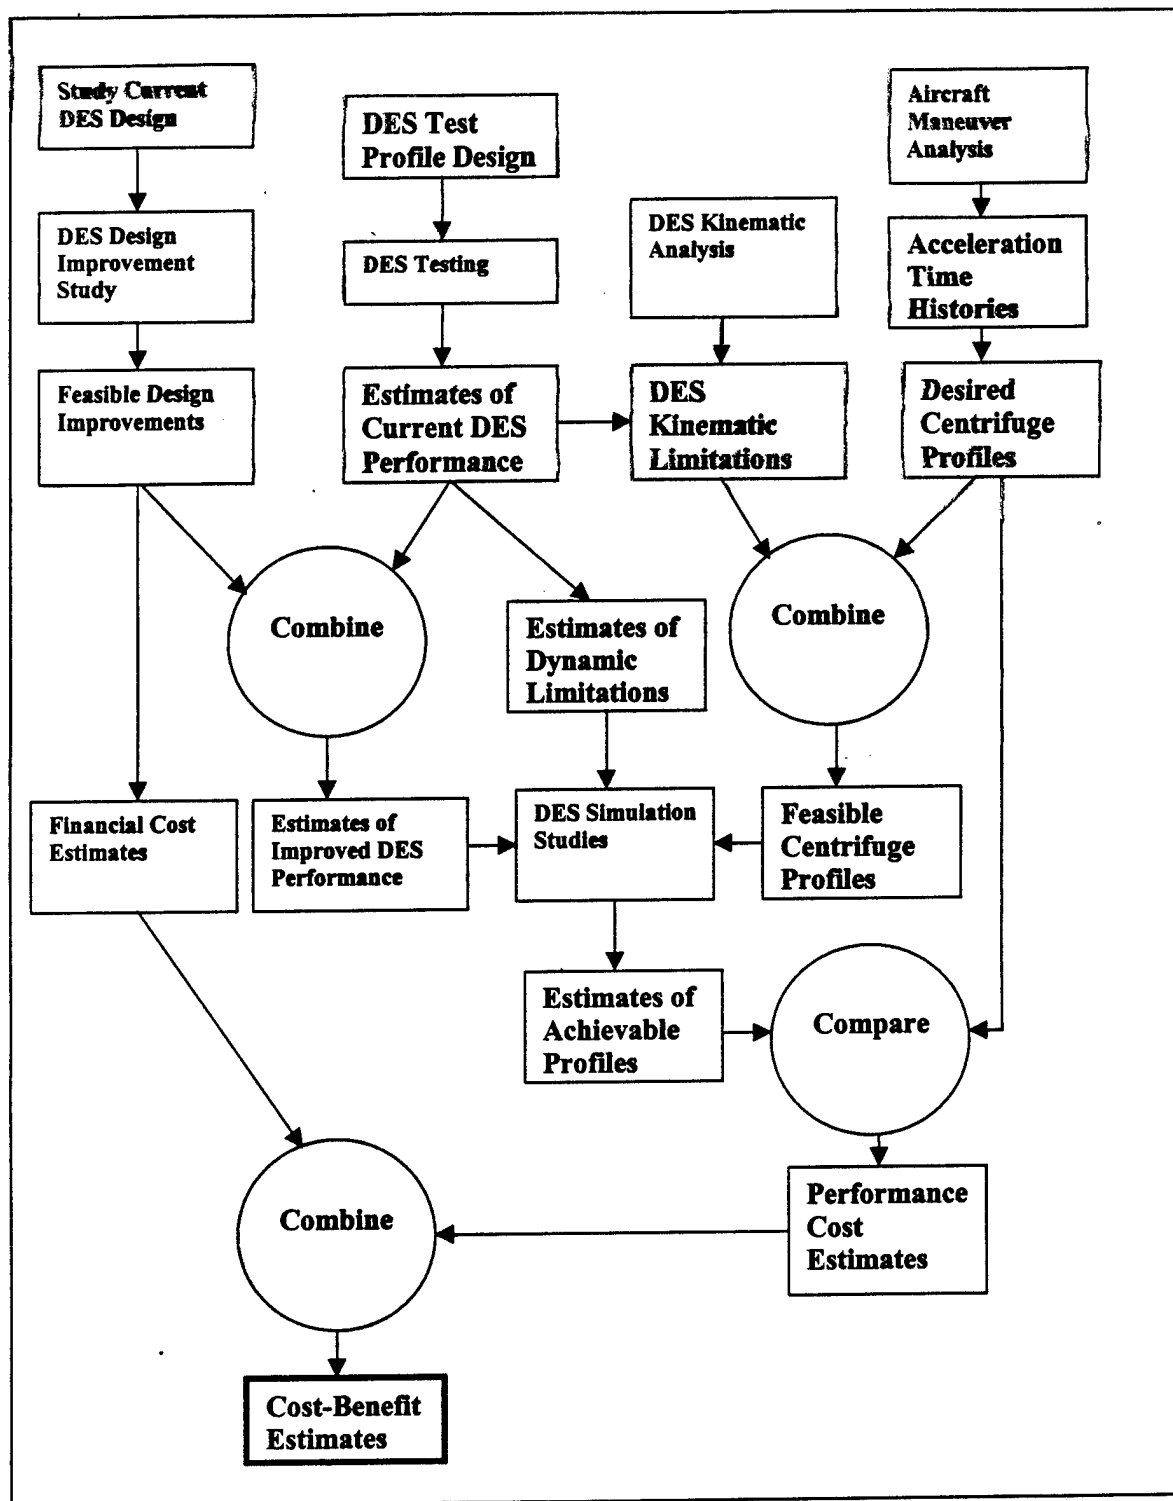 Study Current
DES Design
DES Test
Profile Design
Aircraft
Maneuver
Analysis
DES Design
Improvement
Study
DES Testing
DES Kinematic
Analysis
Acceleration
Time
Histories
Feasible Design
Improvements
Estimates of
Current DES
Performance
DES
Kinematic
Limitations
Desired
Centrifuge
Profiles
Combine
Estimates of
Dynamic
Limitations
Combine
Financial Cost
Estimates
Estimates of
Improved DES
Performance
DES Simulation
Studies
Feasible
Centrifuge
Profiles
Estimates of
Achievable
Profiles
Compare
Combine
Performance
Cost
Estimates
Cost-Benefit
Estimates